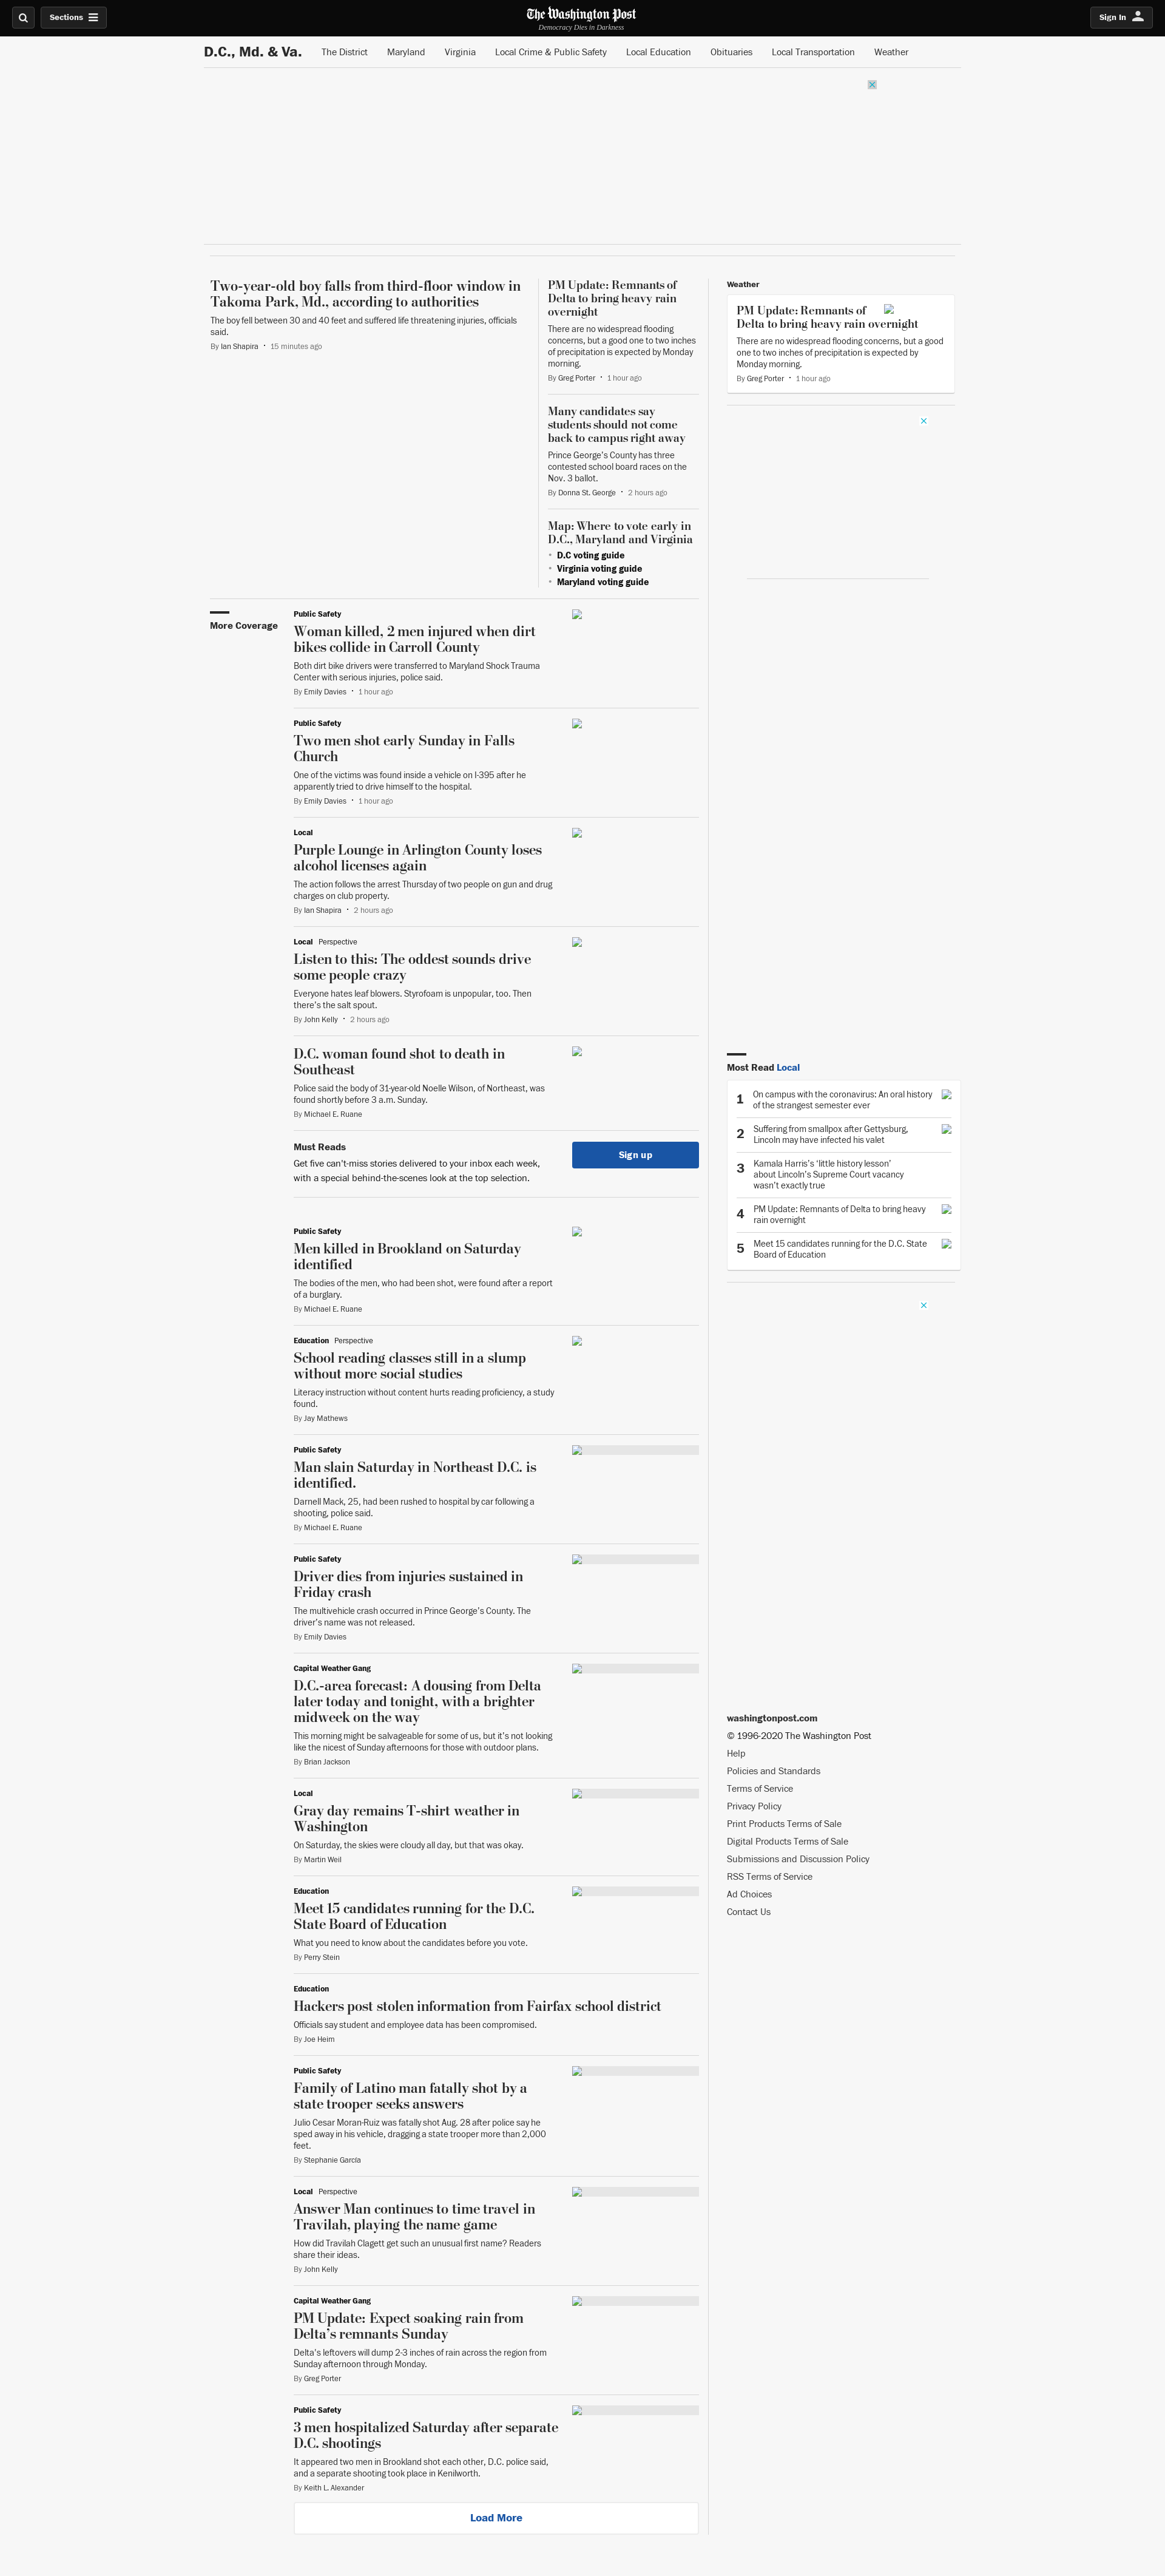 Sections
The Washington Post
Democracy Dies in Darkness
Sign In
D.C., Md. & Va.
The District
Maryland
Virginia
Local Crime & Public Safety
Local Education
Obituaries
Local Transportation
Weather
Two-year-old boy falls from third-floor window in
Takoma Park, Md., according to authorities
The boy fell between 30 and 40 feet and suffered life threatening injuries, officials
said.
By Ian Shapira • 15 minutes ago
PM Update: Remnants of
Delta to bring heavy rain
overnight
There are no widespread flooding
concerns, but a good one to two inches
of precipitation is expected by Monday
morning.
By Greg Porter • 1 hour ago
Many candidates say
students should not come
back to campus right away
Prince George's County has three
contested school board races on the
Nov. 3 ballot.
By Donna St. George • 2 hours ago
Map: Where to vote early in
D.C., Maryland and Virginia
• D.C voting guide
• Virginia voting guide
• Maryland voting guide
Weather
PM Update: Remnants of
Delta to bring heavy rain overnight
There are no widespread flooding concerns, but a good
one to two inches of precipitation is expected by
Monday morning.
By Greg Porter • 1 hour ago
More Coverage
Public Safety
Woman killed, 2 men injured when dirt
bikes collide in Carroll County
Both dirt bike drivers were transferred to Maryland Shock Trauma
Center with serious injuries, police said.
By Emily Davies • 1 hour ago
Public Safety
Two men shot early Sunday in Falls
Church
One of the victims was found inside a vehicle on I-395 after he
apparently tried to drive himself to the hospital.
By Emily Davies • 1 hour ago
Local
Purple Lounge in Arlington County loses
alcohol licenses again
The action follows the arrest Thursday of two people on gun and drug
charges on club property.
By Ian Shapira • 2 hours ago
Local Perspective
Listen to this: The oddest sounds drive
some people crazy
Everyone hates leaf blowers. Styrofoam is unpopular, too. Then
there's the salt spout.
By John Kelly • 2 hours ago
D.C. woman found shot to death in
Southeast
Police said the body of 31-year-old Noelle Wilson, of Northeast, was
found shortly before 3 a.m. Sunday.
By Michael E. Ruane
Must Reads
Get five can't-miss stories delivered to your inbox each week,
with a special behind-the-scenes look at the top selection.
Sign up
Public Safety
Men killed in Brookland on Saturday
identified
The bodies of the men, who had been shot, were found after a report
of a burglary.
By Michael E. Ruane
Education Perspective
School reading classes still in a slump
without more social studies
Literacy instruction without content hurts reading proficiency, a study
found.
By Jay Mathews
Public Safety
Man slain Saturday in Northeast D.C. is
identified.
Darnell Mack, 25, had been rushed to hospital by car following a
shooting, police said.
By Michael E. Ruane
Public Safety
Driver dies from injuries sustained in
Friday crash
The multivehicle crash occurred in Prince George's County. The
driver's name was not released.
By Emily Davies
Capital Weather Gang
D.C.-area forecast: A dousing from Delta
later today and tonight, with a brighter
midweek on the way
This morning might be salvageable for some of us, but it's not looking
like the nicest of Sunday afternoons for those with outdoor plans.
By Brian Jackson
Local
Gray day remains T-shirt weather in
Washington
On Saturday, the skies were cloudy all day, but that was okay.
By Martin Weil
Education
Meet 15 candidates running for the D.C.
State Board of Education
What you need to know about the candidates before you vote.
By Perry Stein
Education
Hackers post stolen information from Fairfax school district
Officials say student and employee data has been compromised.
By Joe Heim
Public Safety
Family of Latino man fatally shot by a
state trooper seeks answers
Julio Cesar Moran-Ruiz was fatally shot Aug. 28 after police say he
sped away in his vehicle, dragging a state trooper more than 2,000
feet.
By Stephanie García
Local Perspective
Answer Man continues to time travel in
Travilah, playing the name game
How did Travilah Clagett get such an unusual first name? Readers
share their ideas.
By John Kelly
Capital Weather Gang
PM Update: Expect soaking rain from
Delta's remnants Sunday
Delta's leftovers will dump 2-3 inches of rain across the region from
Sunday afternoon through Monday.
By Greg Porter
Public Safety
3 men hospitalized Saturday after separate
D.C. shootings
It appeared two men in Brookland shot each other, D.C. police said,
and a separate shooting took place in Kenilworth.
By Keith L. Alexander
Load More
Most Read Local
1 On campus with the coronavirus: An oral history
of the strangest semester ever
2 Suffering from smallpox after Gettysburg,
Lincoln may have infected his valet
3 Kamala Harris's 'little history lesson'
about Lincoln's Supreme Court vacancy
wasn't exactly true
4 PM Update: Remnants of Delta to bring heavy
rain overnight
5 Meet 15 candidates running for the D.C. State
Board of Education
washingtonpost.com
© 1996-2020 The Washington Post
Help
Policies and Standards
Terms of Service
Privacy Policy
Print Products Terms of Sale
Digital Products Terms of Sale
Submissions and Discussion Policy
RSS Terms of Service
Ad Choices
Contact Us